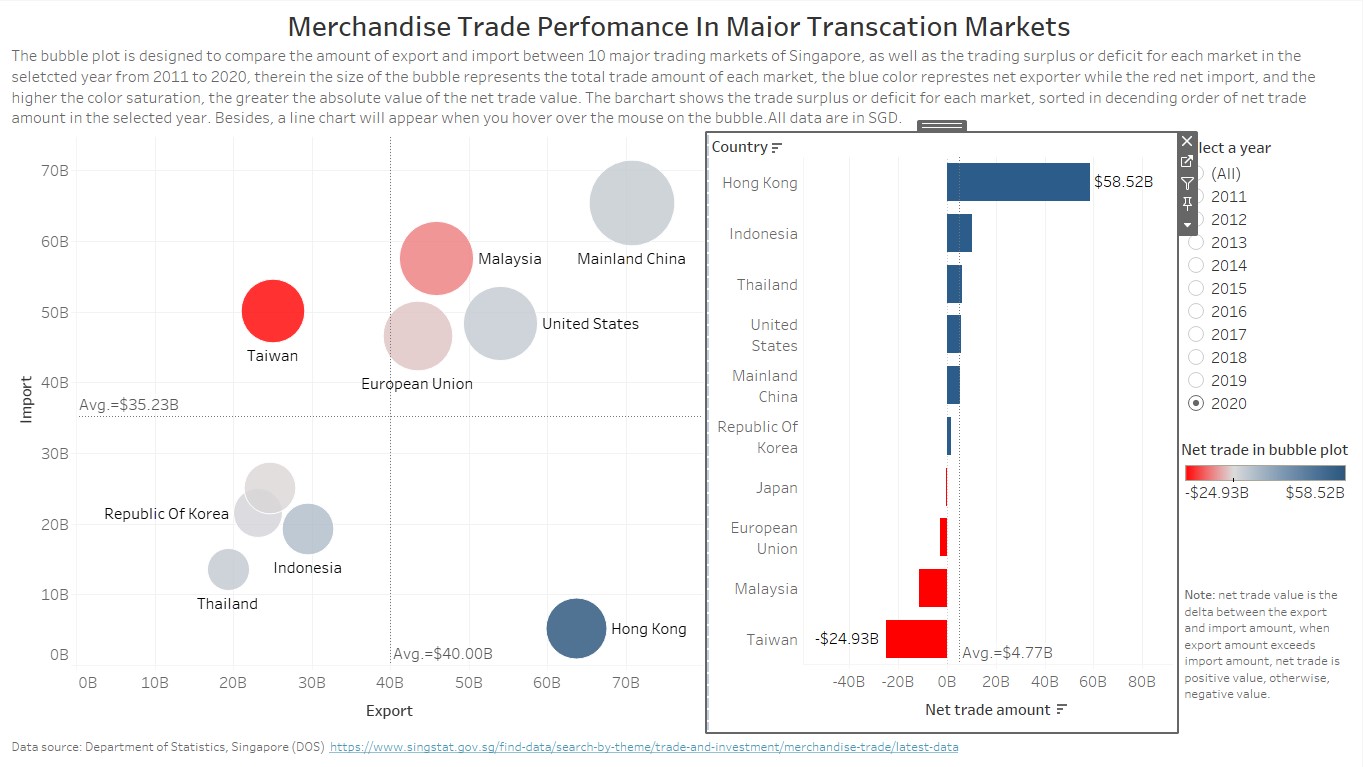 Merchandise Trade Perfomance In Major Transcation Markets
The bubble plot is designed to compare the amount of export and import between 10 major trading markets of Singapore, as well as the trading surplus or deficit for each market in the
seletcted year from 2011 to 2020, therein the size of the bubble represents the total trade amount of each market, the blue color represtes net exporter while the red net import, and the
higher the color saturation, the greater the absolute value of the net trade value. The barchart shows the trade surplus or deficit for each market, sorted in decending order of net trade
amount in the selected year. Besides, a line chart will appear when you hover over the mouse on the bubble.All data are in SGD.
70B
60B
50B
40B
30B
20B
10B
0B
Import
Mainland China
Malaysia
United States
Taiwan
European Union
Avg.=$35.23B
Republic Of Korea
Indonesia
Thailand
Hong Kong
Avg.=$40.00B
0B
10B
20B
30B
40B
50B
60B
70B
Export
Country
Hong Kong
$58.52B
Indonesia
Thailand
United
States
Mainland
China
Republic Of
Korea
Japan
European
Union
Malaysia
Taiwan
-$24.93B
Avg.=$4.77B
-40B
-20B
0B
20B
40B
60B
80B
Net trade amount
lect a year
(All)
2011
2012
2013
2014
2015
2016
2017
2018
2019
2020
Net trade in bubble plot
-$24.93B
$58.52B
Note: net trade value is the
delta between the export
and import amount, when
export amount exceeds
import amount, net trade is
positive value, otherwise,
negative value.
Data source: Department of Statistics, Singapore (DOS) https://www.singstat.gov.sg/find-data/search-by-theme/trade-and-investment/merchandise-trade/latest-data